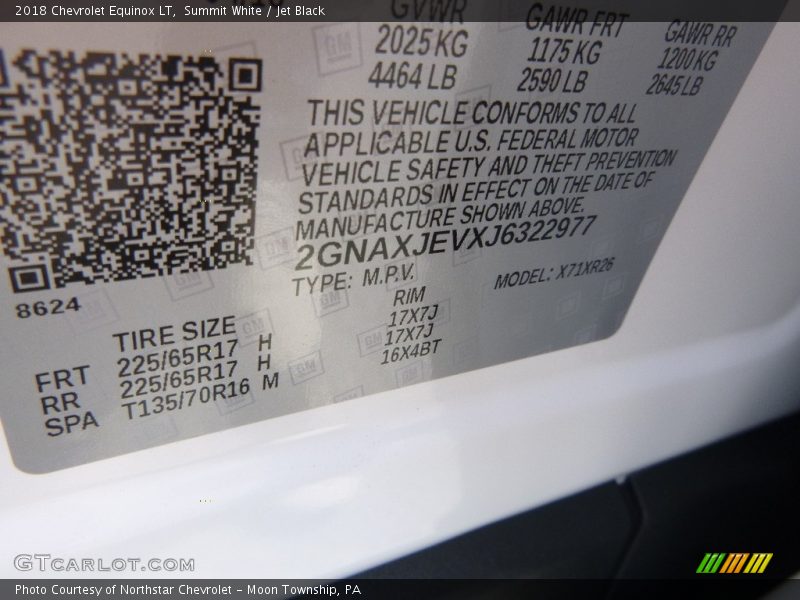 2018 Chevrolet Equinox LT, Summit White / Jet Black
GVWR GAWR FRT GAWR RR
2025 KG 1175 KG 1200 KG
4464 LB 2590 LB 2645 LB
THIS VEHICLE CONFORMS TO ALL
APPLICABLE U.S. FEDERAL MOTOR
VEHICLE SAFETY AND THEFT PREVENTION
STANDARDS IN EFFECT ON THE DATE OF
MANUFACTURE SHOWN ABOVE.
2GNAXJEVXJ6322977
TYPE: M.P.V. MODEL: X71XR26
8624
TIRE SIZE RIM
FRT 225/65R17 H 17X7J
RR 225/65R17 H 17X7J
SPA T135/70R16 M 16X4BT
GTCARLOT.COM
Photo Courtesy of Northstar Chevrolet - Moon Township, PA